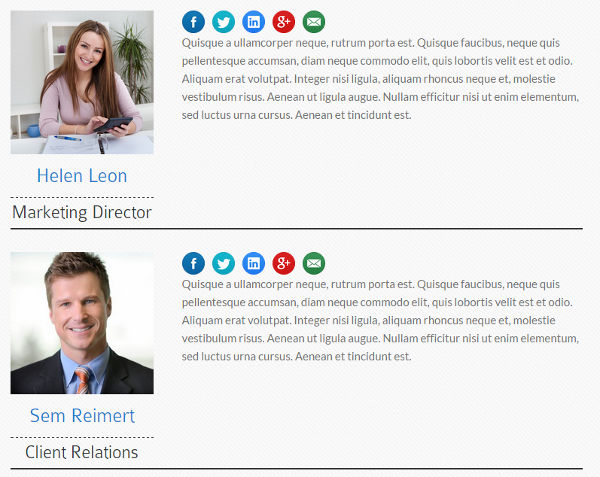 Quisque a ullamcorper neque, rutrum porta est. Quisque faucibus, neque quis
pellentesque accumsan, diam neque commodo elit, quis lobortis velit est et odio.
Aliquam erat volutpat. Integer nisi ligula, aliquam rhoncus neque et, molestie
vestibulum risus. Aenean ut ligula augue. Nullam efficitur nisi ut enim elementum,
sed luctus urna cursus. Aenean et tincidunt est.
Helen Leon
Marketing Director
Quisque a ullamcorper neque, rutrum porta est. Quisque faucibus, neque quis
pellentesque accumsan, diam neque commodo elit, quis lobortis velit est et odio.
Aliquam erat volutpat. Integer nisi ligula, aliquam rhoncus neque et, molestie
vestibulum risus. Aenean ut ligula augue. Nullam efficitur nisi ut enim elementum,
sed luctus urna cursus. Aenean et tincidunt est.
Sem Reimert
Client Relations